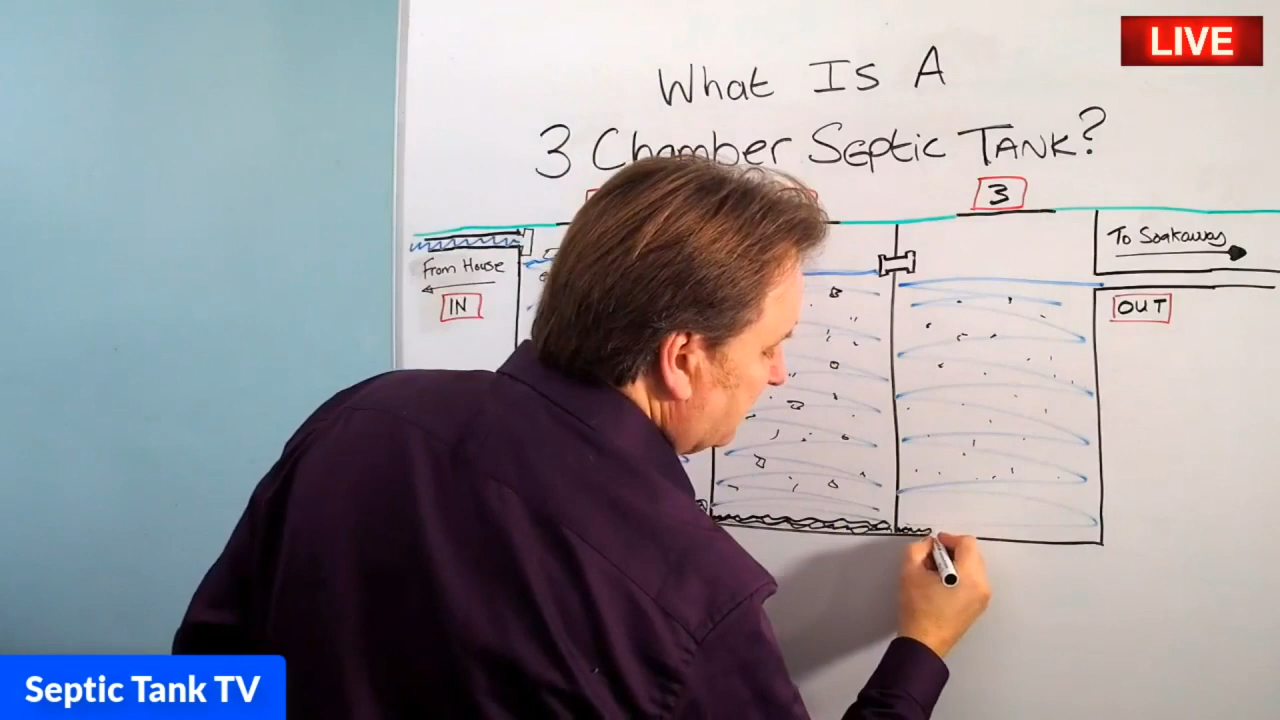 LIVE
What Is A
3 Chamber Septic Tank?
3
To Soakaway
From House
IN
OUT
Septic Tank TV